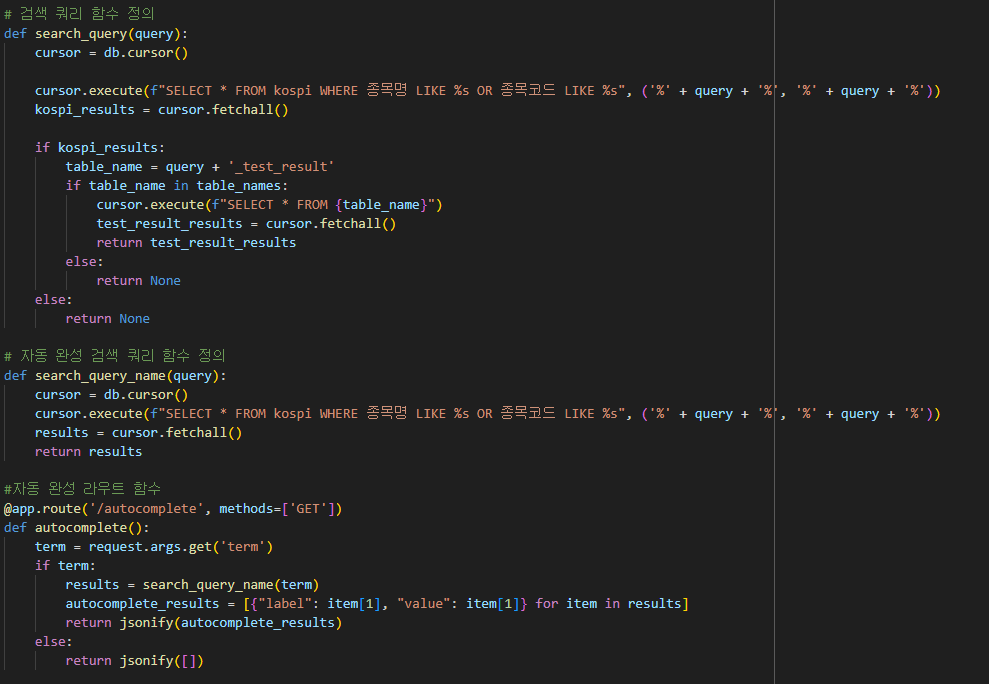 # 검색 쿼리 함수 정의
def search_query(query):
    cursor = db.cursor()
    cursor.execute(f"SELECT * FROM kospi WHERE 종목명 LIKE %s OR 종목코드 LIKE %s", ('%' + query + '%', '%' + query + '%'))
    kospi_results = cursor.fetchall()
    if kospi_results:
        table_name = query + '_test_result'
        if table_name in table_names:
            cursor.execute(f"SELECT * FROM {table_name}")
            test_result_results = cursor.fetchall()
            return test_result_results
        else:
            return None
    else:
        return None
# 자동 완성 검색 쿼리 함수 정의
def search_query_name(query):
    cursor = db.cursor()
    cursor.execute(f"SELECT * FROM kospi WHERE 종목명 LIKE %s OR 종목코드 LIKE %s", ('%' + query + '%', '%' + query + '%'))
    results = cursor.fetchall()
    return results
#자동 완성 라우트 함수
@app.route('/autocomplete', methods=['GET'])
def autocomplete():
    term = request.args.get('term')
    if term:
        results = search_query_name(term)
        autocomplete_results = [{"label": item[1], "value": item[1]} for item in results]
        return jsonify(autocomplete_results)
    else:
        return jsonify([])